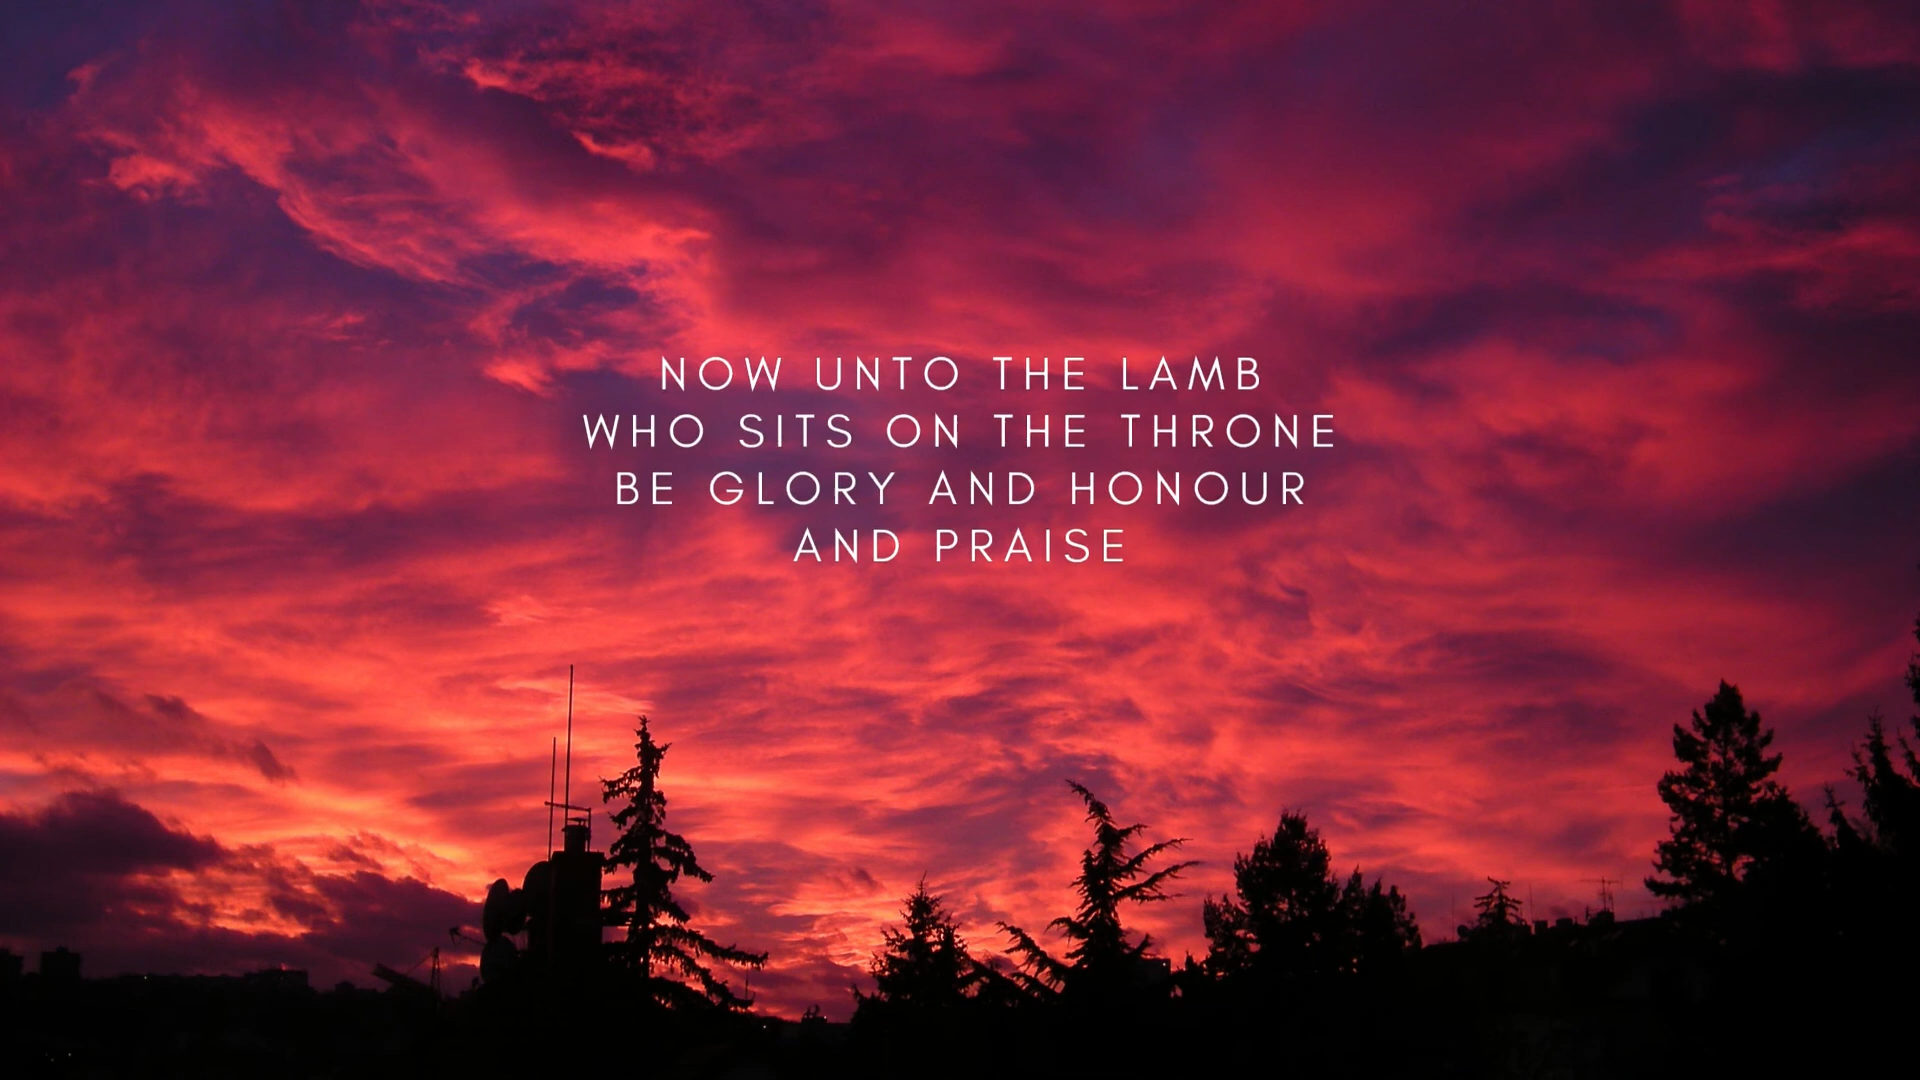 NOW UNTO THE LAMB
WHO SITS ON THE THRONE
BE GLORY AND HONOUR
AND PRAISE